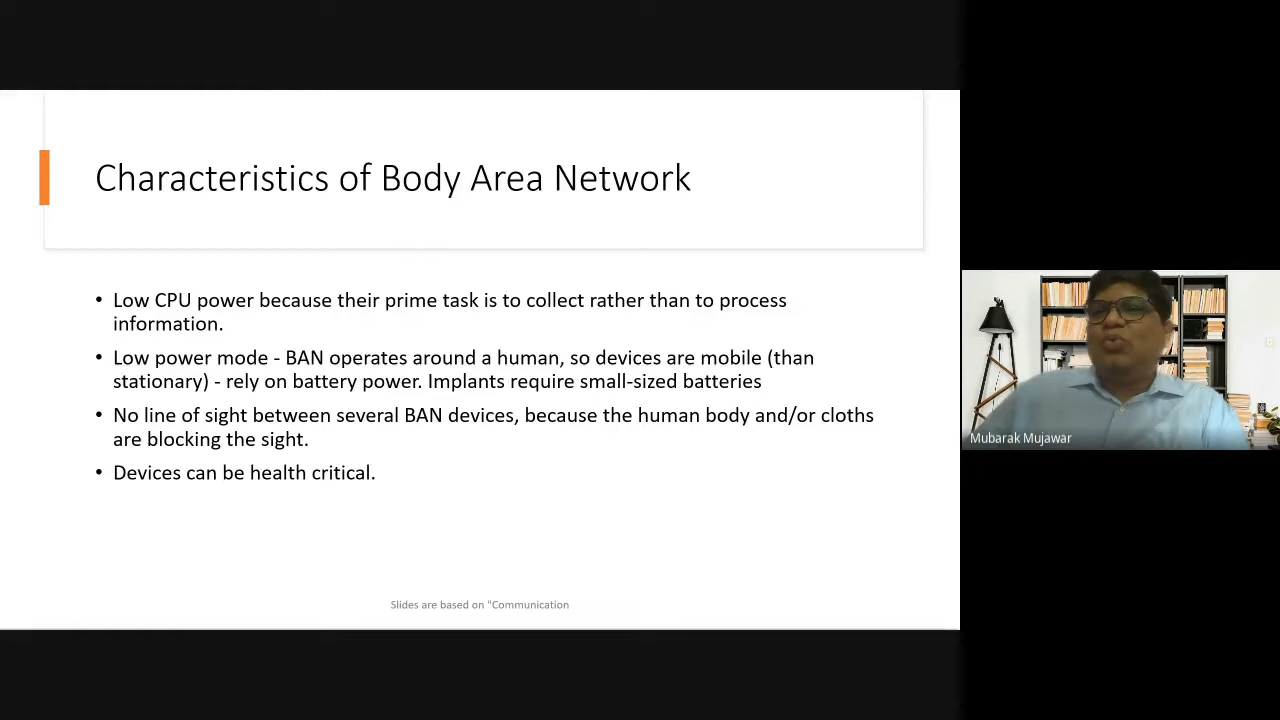 Characteristics of Body Area Network
• Low CPU power because their prime task is to collect rather than to process
information.
• Low power mode - BAN operates around a human, so devices are mobile (than
stationary) - rely on battery power. Implants require small-sized batteries
• No line of sight between several BAN devices, because the human body and/or cloths
are blocking the sight.
• Devices can be health critical.
Slides are based on "Communication
Mubarak Mujawar